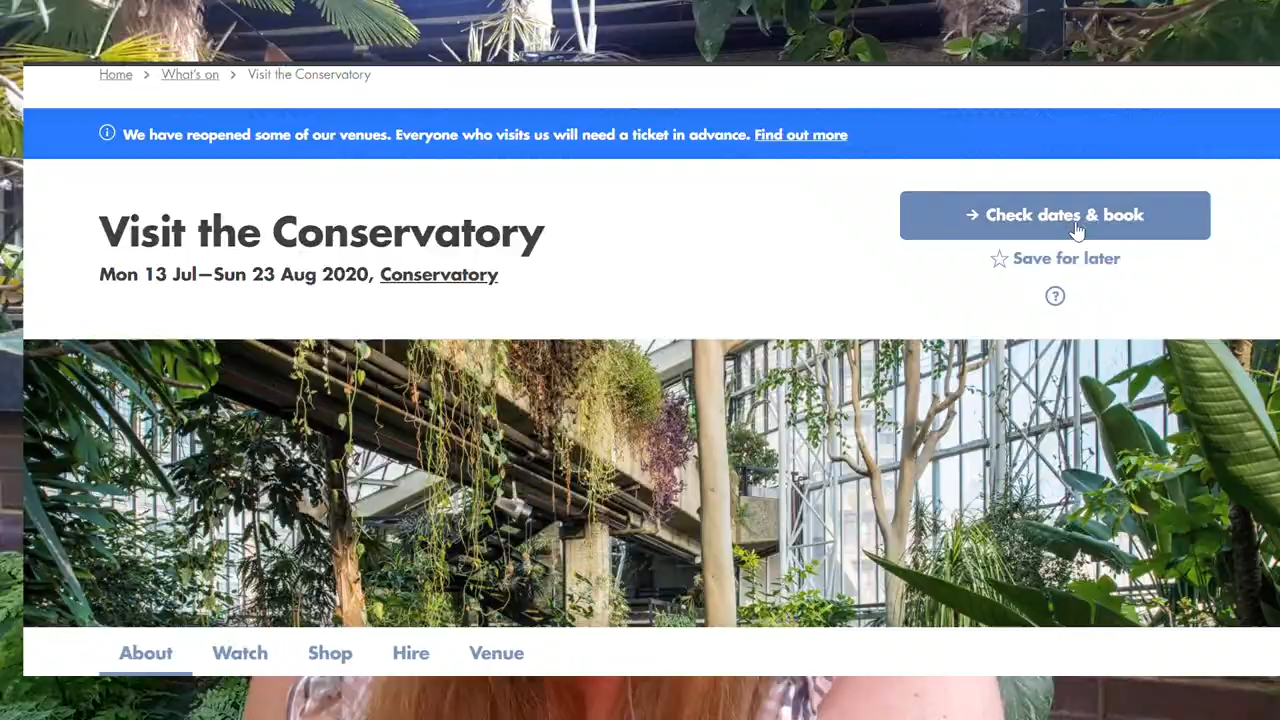 Home > What's on > Visit the Conservatory
We have reopened some of our venues. Everyone who visits us will need a ticket in advance. Find out more
Visit the Conservatory
→ Check dates & book
Mon 13 Jul—Sun 23 Aug 2020, Conservatory
Save for later
?
About Watch Shop Hire Venue